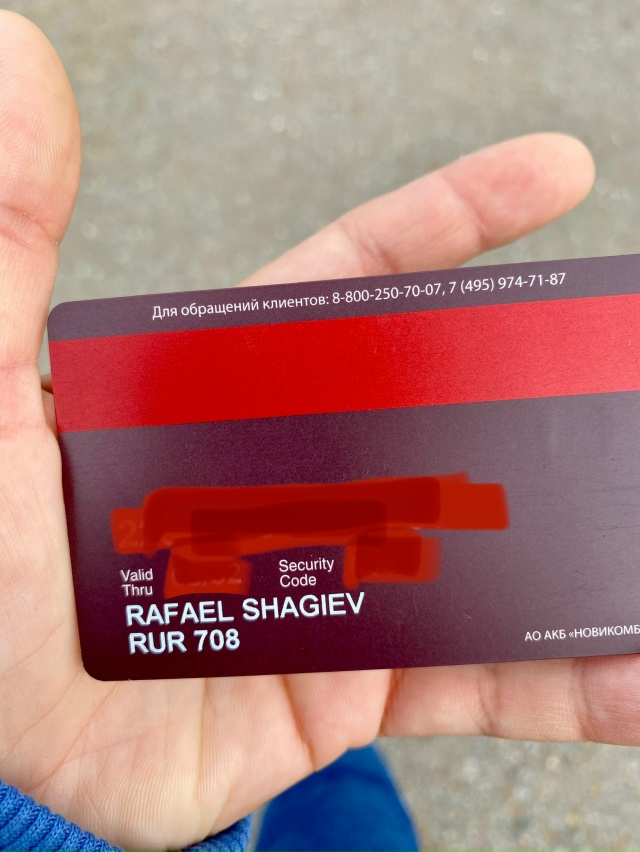 Для обращений клиентов: 8-800-250-70-07, 7 (495) 974-71-87
Valid
Thru
Security
Code
RAFAEL SHAGIEV
RUR 708
АО АКБ «НОВИКОМБ